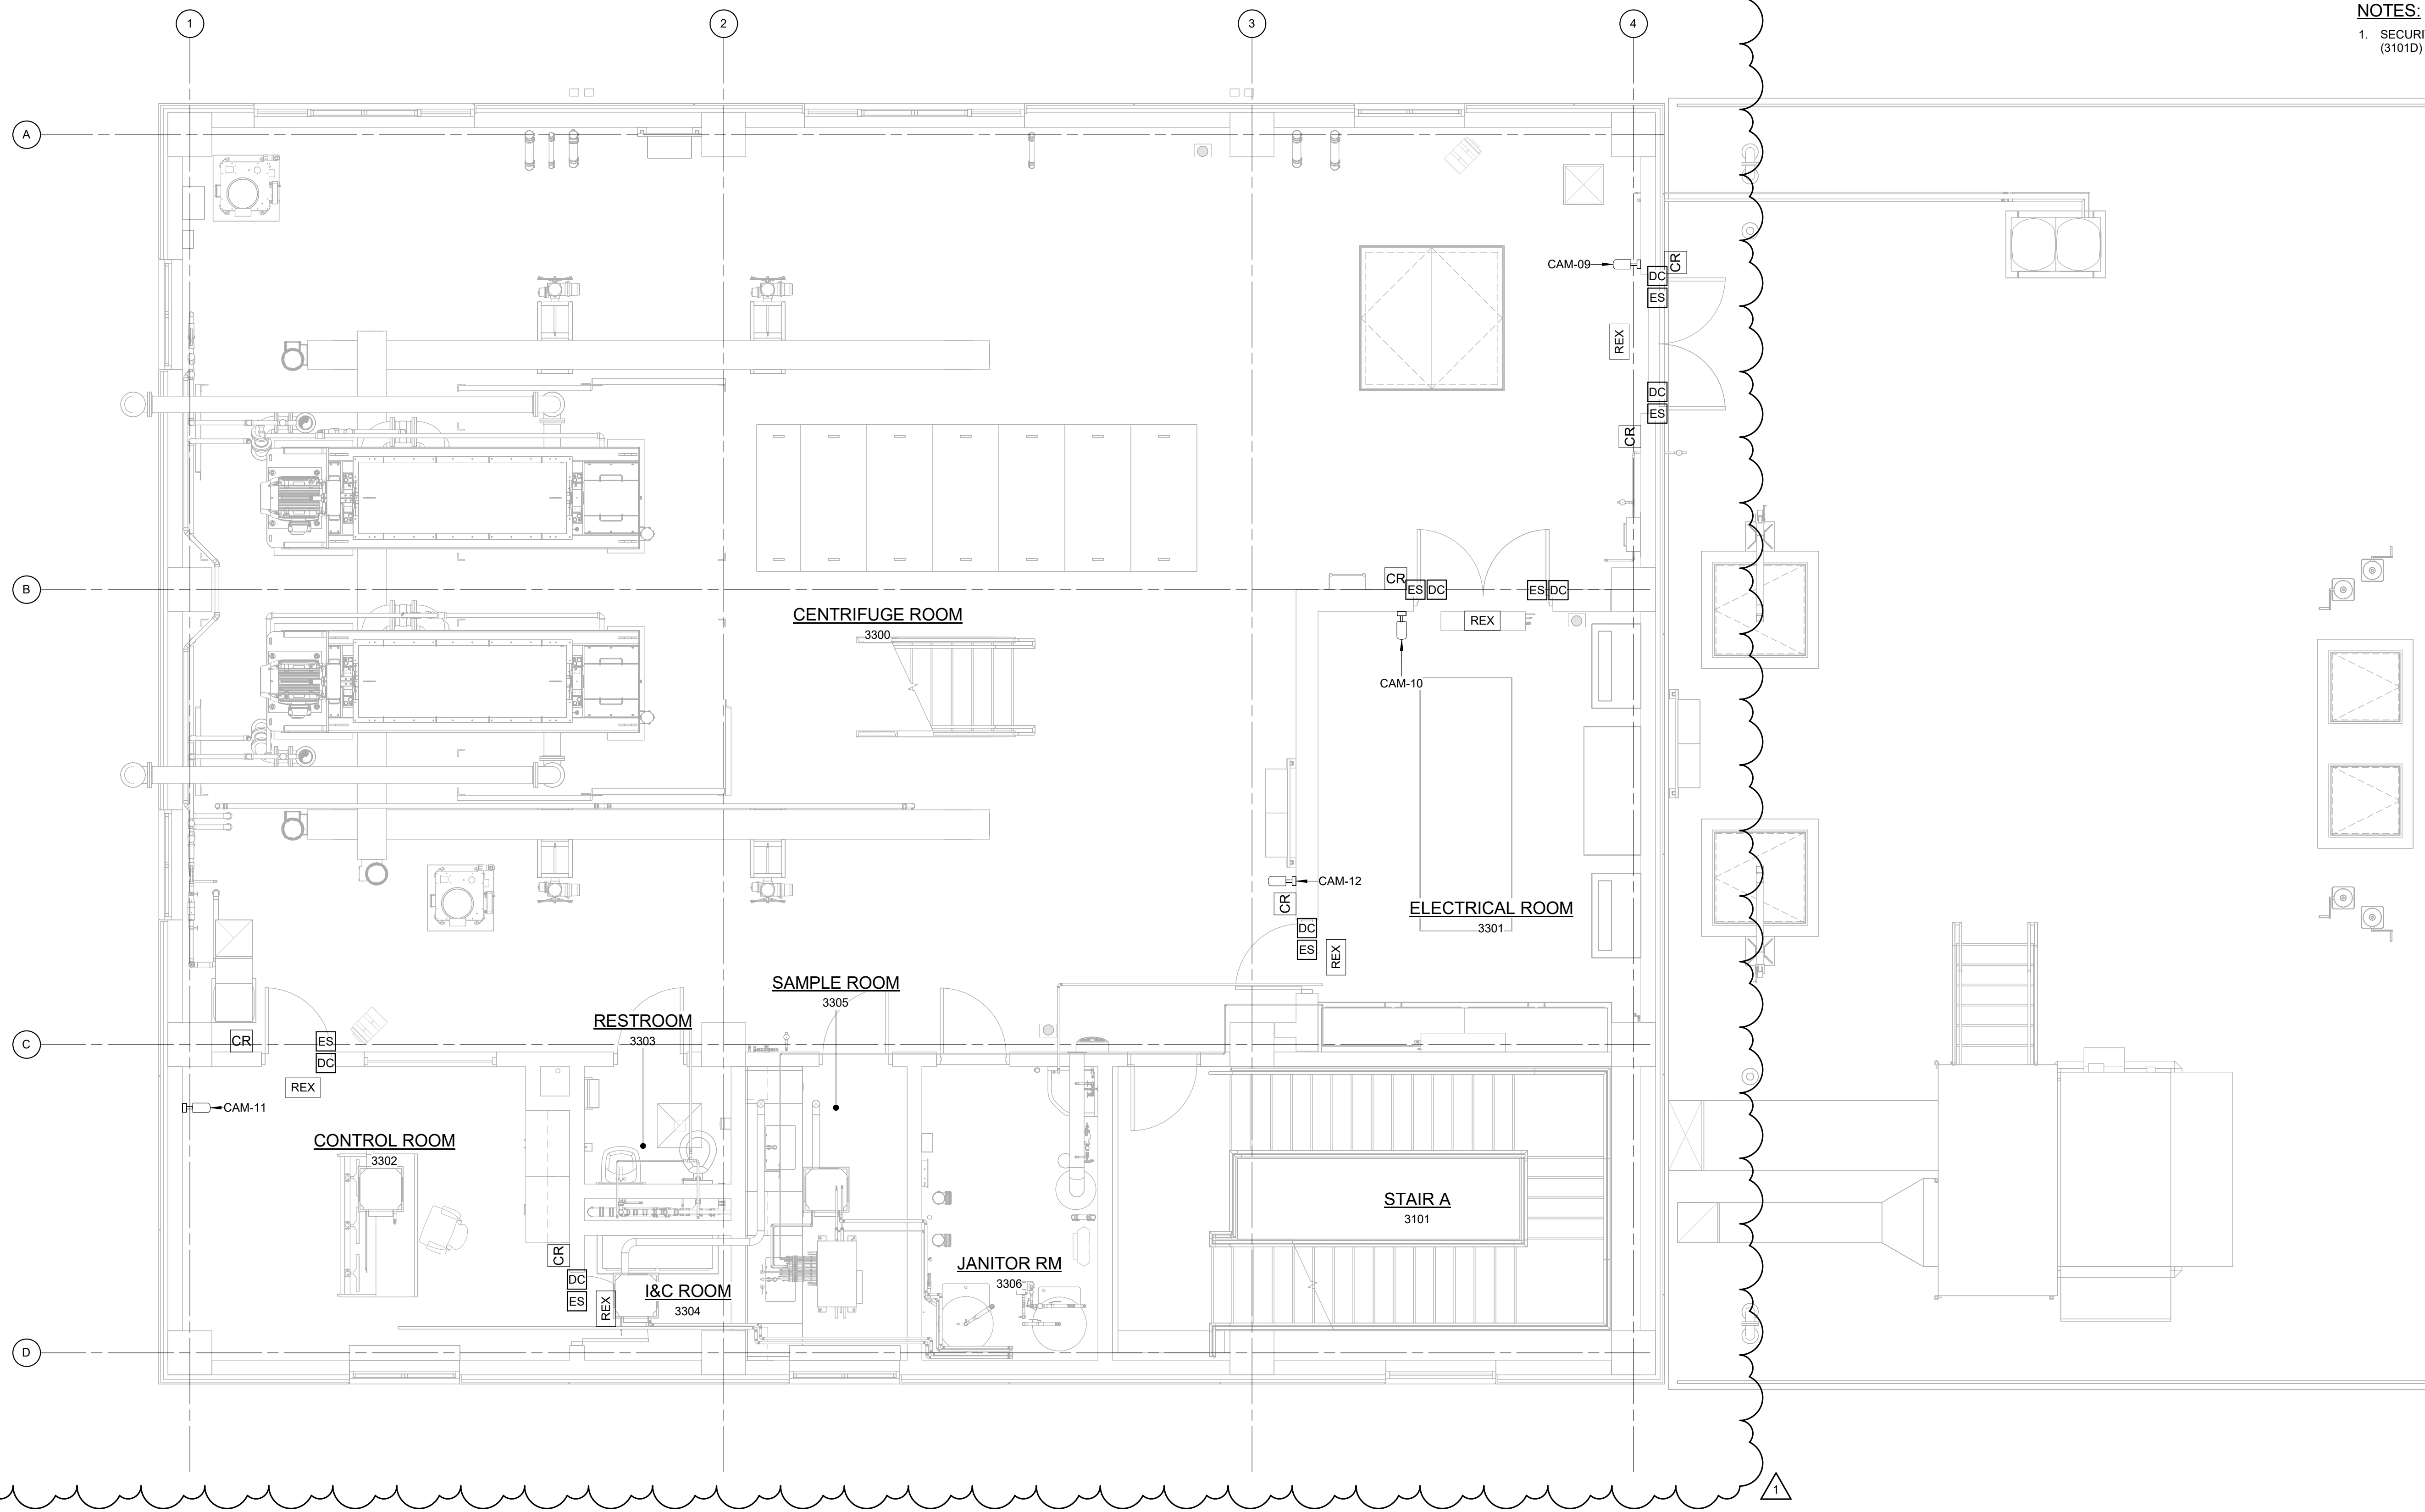 1
2
3
4
NOTES:
1. SECURI
(3101D)
A
CAM-09
CR
DC
ES
REX
DC
ES
CR
B
CR
ES DC
ES DC
CENTRIFUGE ROOM
3300
REX
CAM-10
CAM-12
CR
ELECTRICAL ROOM
3301
DC
ES
REX
SAMPLE ROOM
3305
RESTROOM
3303
C
CR
ES
DC
REX
CAM-11
CONTROL ROOM
3302
STAIR A
3101
CR
DC
ES
REX
I&C ROOM
3304
JANITOR RM
3306
D
1